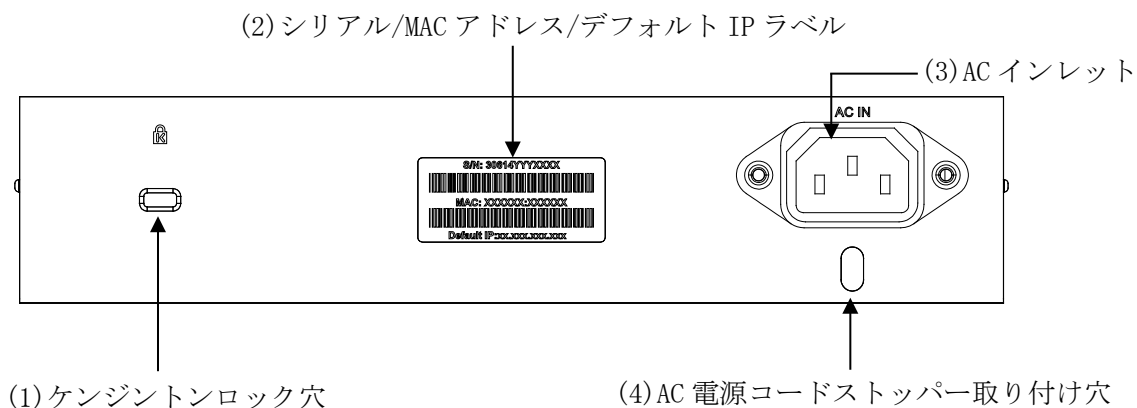 (2)シリアル/MAC アドレス/デフォルト IP ラベル
(3)AC インレット
AC IN
K
S/N: 30614YYYXXXX
MAC: XXXXXX:XXXXXX
Default IP:xx.xxx.xxx.xxx
(1)ケンジントンロック穴
(4)AC 電源コードストッパー取り付け穴